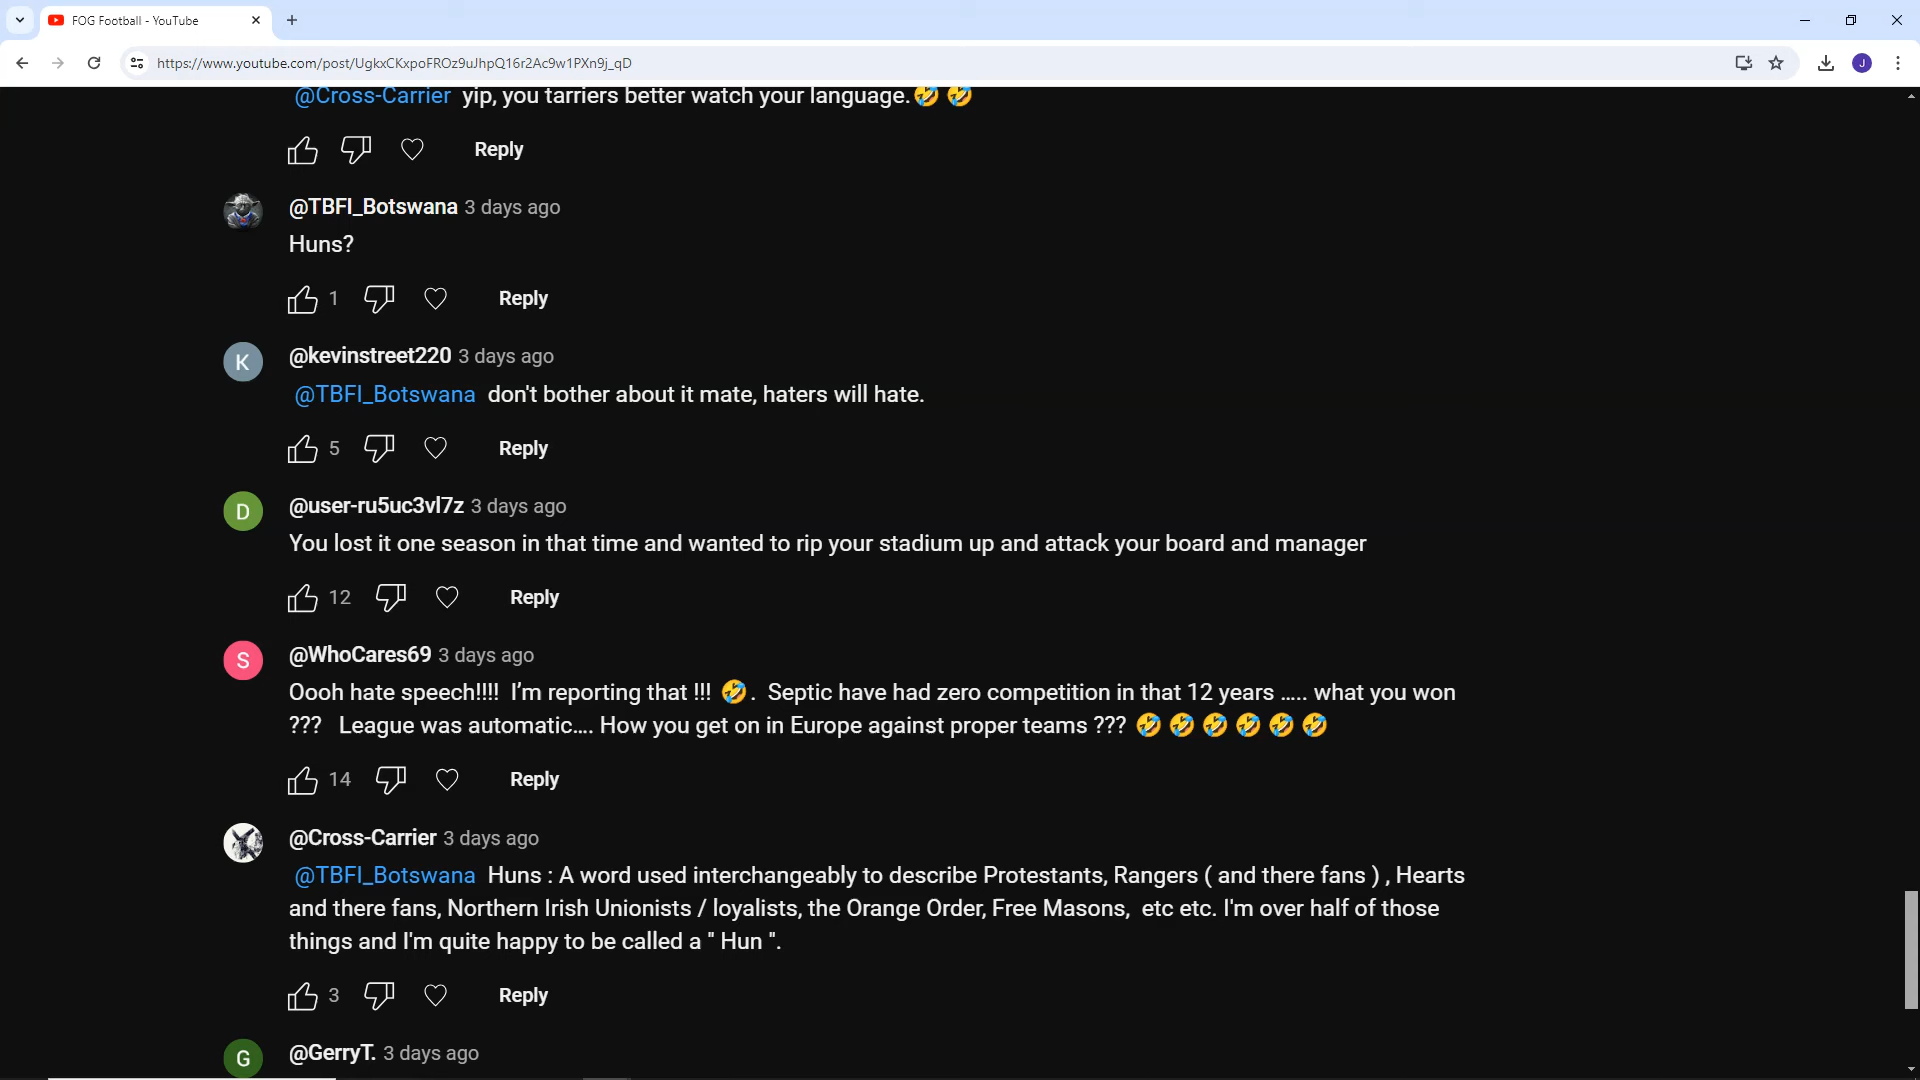 FOG Football - YouTube
https://www.youtube.com/post/UgkxCKxpoFROz9uJhpQ16r2Ac9w1PXn9j_qD
J
@Cross-Carrier yip, you tarriers better watch your language.🤣🤣
Reply
@TBFI_Botswana 3 days ago
Huns?
1 Reply
K
@kevinstreet220 3 days ago
@TBFI_Botswana don't bother about it mate, haters will hate.
5 Reply
D
@user-ru5uc3vl7z 3 days ago
You lost it one season in that time and wanted to rip your stadium up and attack your board and manager
12 Reply
S
@WhoCares69 3 days ago
Oooh hate speech!!!! I’m reporting that !!! 🤣. Septic have had zero competition in that 12 years ….. what you won
??? League was automatic…. How you get on in Europe against proper teams ??? 🤣🤣🤣🤣🤣🤣
14 Reply
@Cross-Carrier 3 days ago
@TBFI_Botswana Huns : A word used interchangeably to describe Protestants, Rangers ( and there fans ) , Hearts
and there fans, Northern Irish Unionists / loyalists, the Orange Order, Free Masons, etc etc. I'm over half of those
things and I'm quite happy to be called a " Hun ".
3 Reply
G
@GerryT. 3 days ago